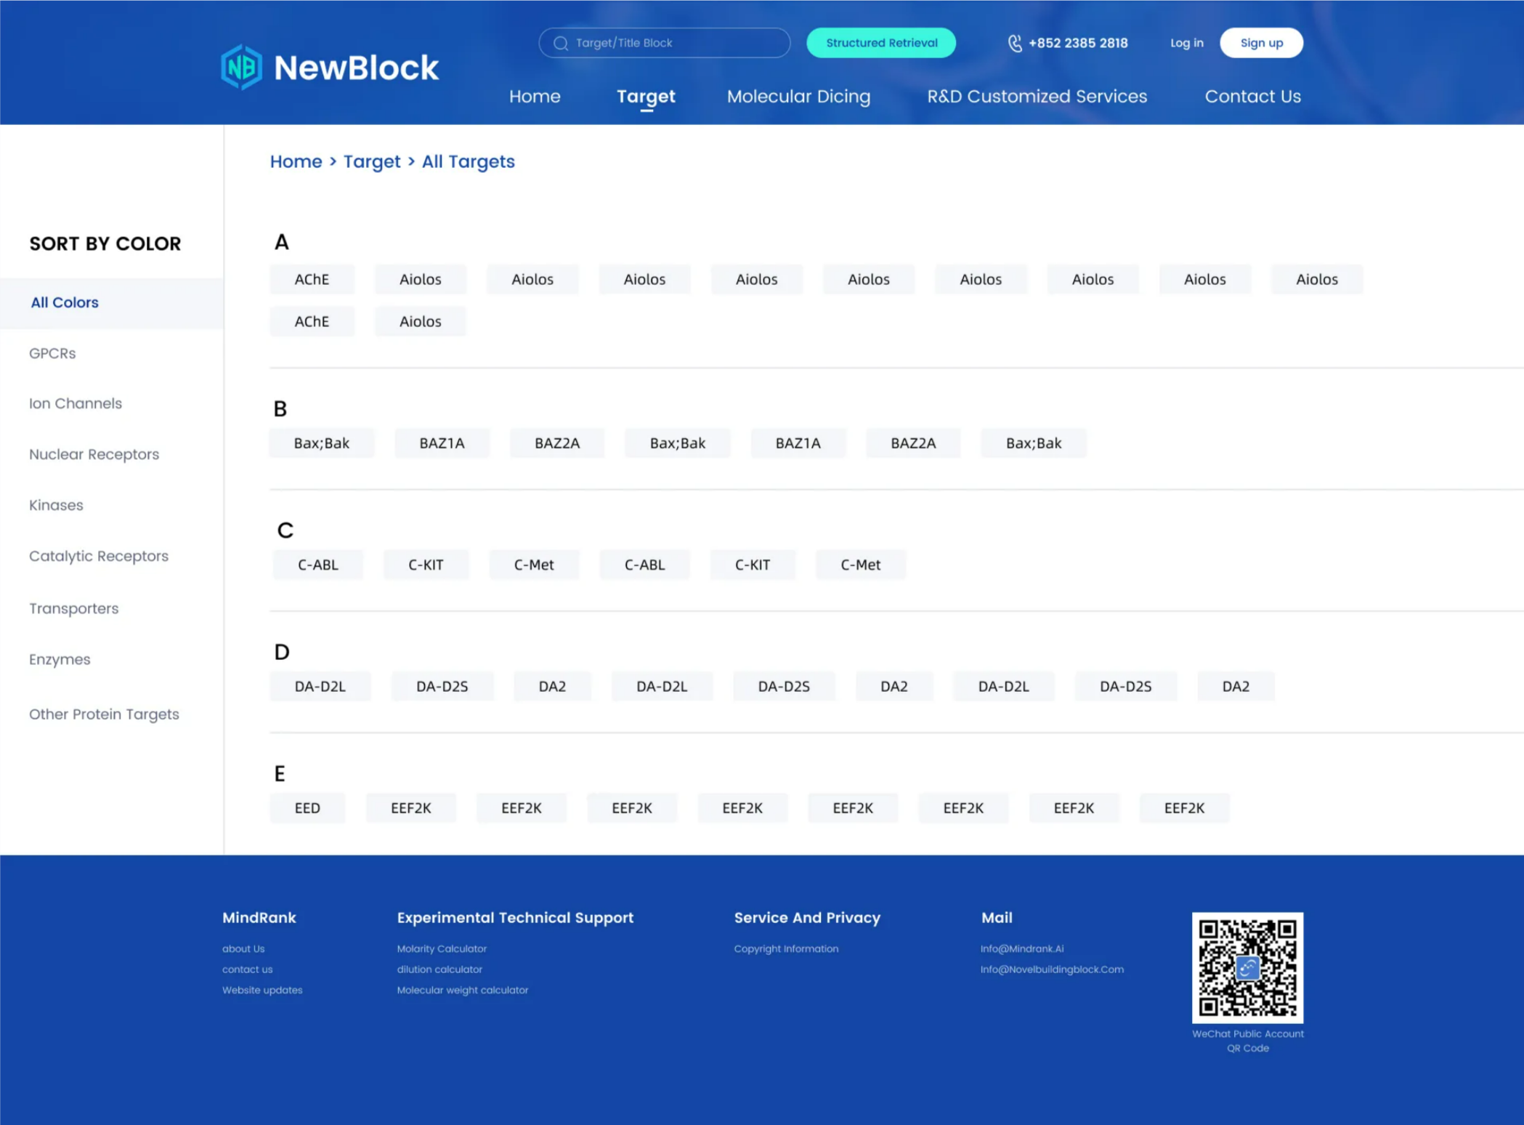 NB NewBlock
Target/Title Block
Structured Retrieval
+852 2385 2818
Log in
Sign up
Home Target Molecular Dicing R&D Customized Services Contact Us
Home > Target > All Targets
SORT BY COLOR
All Colors
GPCRs
Ion Channels
Nuclear Receptors
Kinases
Catalytic Receptors
Transporters
Enzymes
Other Protein Targets
A
AChE Aiolos Aiolos Aiolos Aiolos Aiolos Aiolos Aiolos Aiolos Aiolos
AChE Aiolos
B
Bax;Bak BAZ1A BAZ2A Bax;Bak BAZ1A BAZ2A Bax;Bak
C
C-ABL C-KIT C-Met C-ABL C-KIT C-Met
D
DA-D2L DA-D2S DA2 DA-D2L DA-D2S DA2 DA-D2L DA-D2S DA2
E
EED EEF2K EEF2K EEF2K EEF2K EEF2K EEF2K EEF2K EEF2K
MindRank
about Us
contact us
Website updates
Experimental Technical Support
Molarity Calculator
dilution calculator
Molecular weight calculator
Service And Privacy
Copyright Information
Mail
Info@Mindrank.Ai
Info@Novelbuildingblock.Com
WeChat Public Account
QR Code